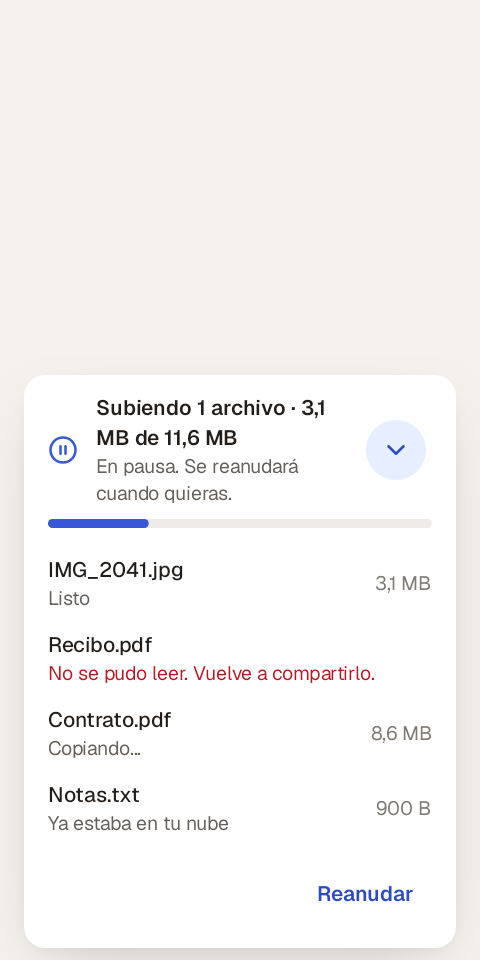 Subiendo 1 archivo · 3,1
MB de 11,6 MB
En pausa. Se reanudará
cuando quieras.
IMG_2041.jpg
3,1 MB
Listo
Recibo.pdf
No se pudo leer. Vuelve a compartirlo.
Contrato.pdf
8,6 MB
Copiando…
Notas.txt
900 B
Ya estaba en tu nube
Reanudar